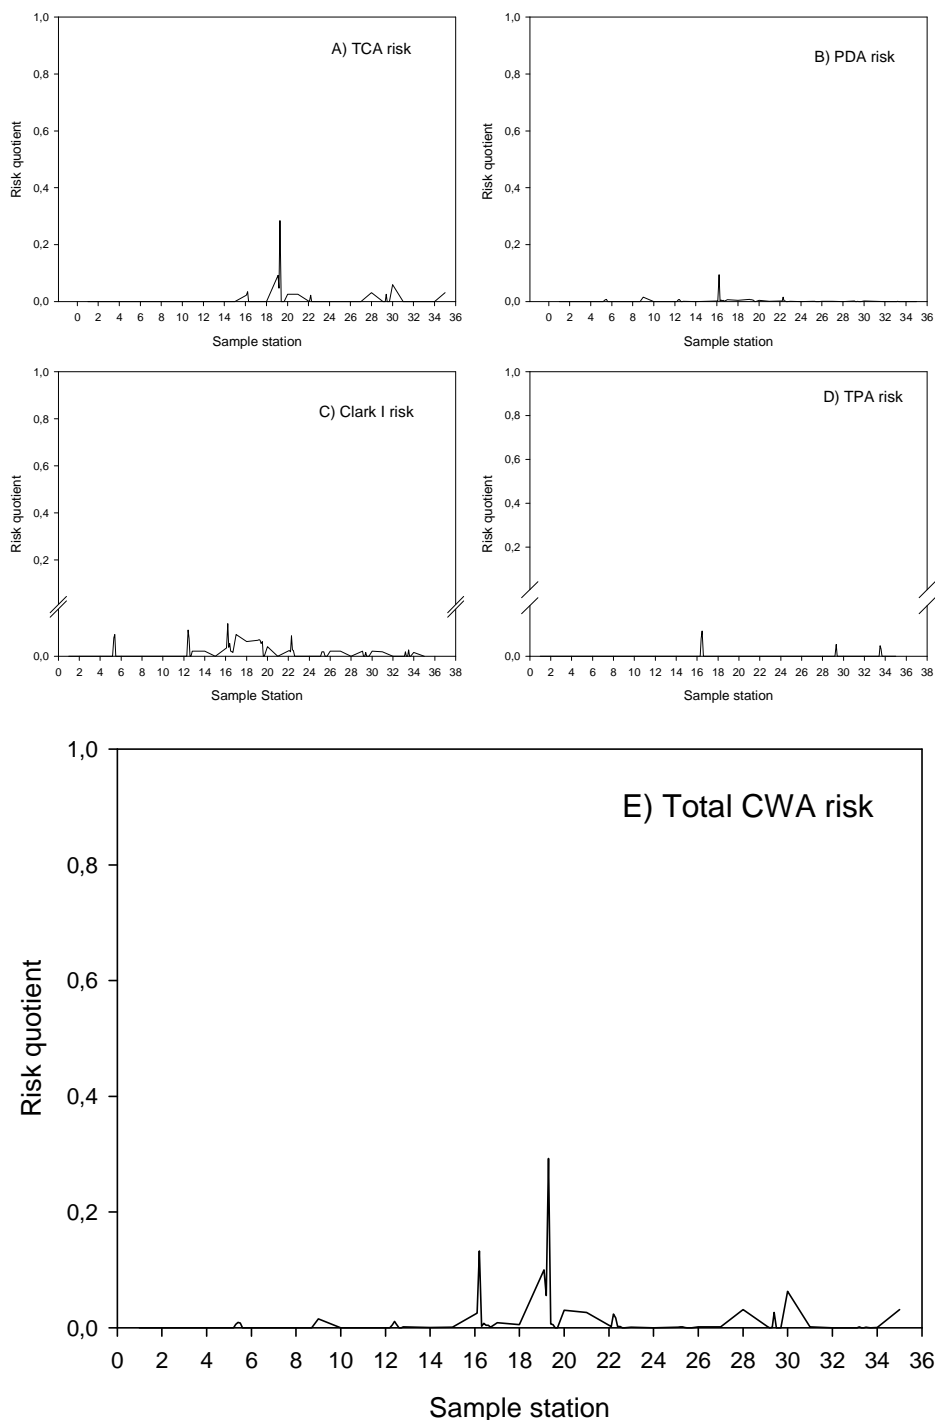 A) TCA risk
1,0
0,8
0,6
0,4
0,2
0,0
Risk quotient
0 2 4 6 8 10 12 14 16 18 20 22 24 26 28 30 32 34 36
Sample station
B) PDA risk
1,0
0,8
0,6
0,4
0,2
0,0
Risk quotient
0 2 4 6 8 10 12 14 16 18 20 22 24 26 28 30 32 34 36
Sample station
C) Clark I risk
1,0
0,8
0,6
0,4
0,2
0,0
Risk quotient
0 2 4 6 8 10 12 14 16 18 20 22 24 26 28 30 32 34 36 38
Sample Station
D) TPA risk
1,0
0,8
0,6
0,4
0,2
0,0
Risk quotient
0 2 4 6 8 10 12 14 16 18 20 22 24 26 28 30 32 34 36 38
Sample station
E) Total CWA risk
1,0
0,8
0,6
0,4
0,2
0,0
Risk quotient
0 2 4 6 8 10 12 14 16 18 20 22 24 26 28 30 32 34 36
Sample station